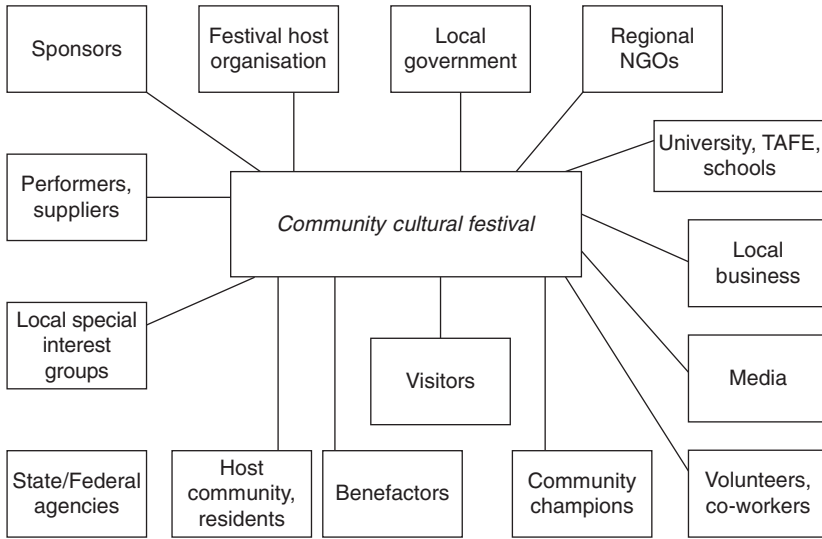 Sponsors
Festival host
organisation
Local
government
Regional
NGOs
University, TAFE,
schools
Performers,
suppliers
Community cultural festival
Local
business
Local special
interest
groups
Visitors
Media
State/Federal
agencies
Host
community,
residents
Benefactors
Community
champions
Volunteers,
co-workers